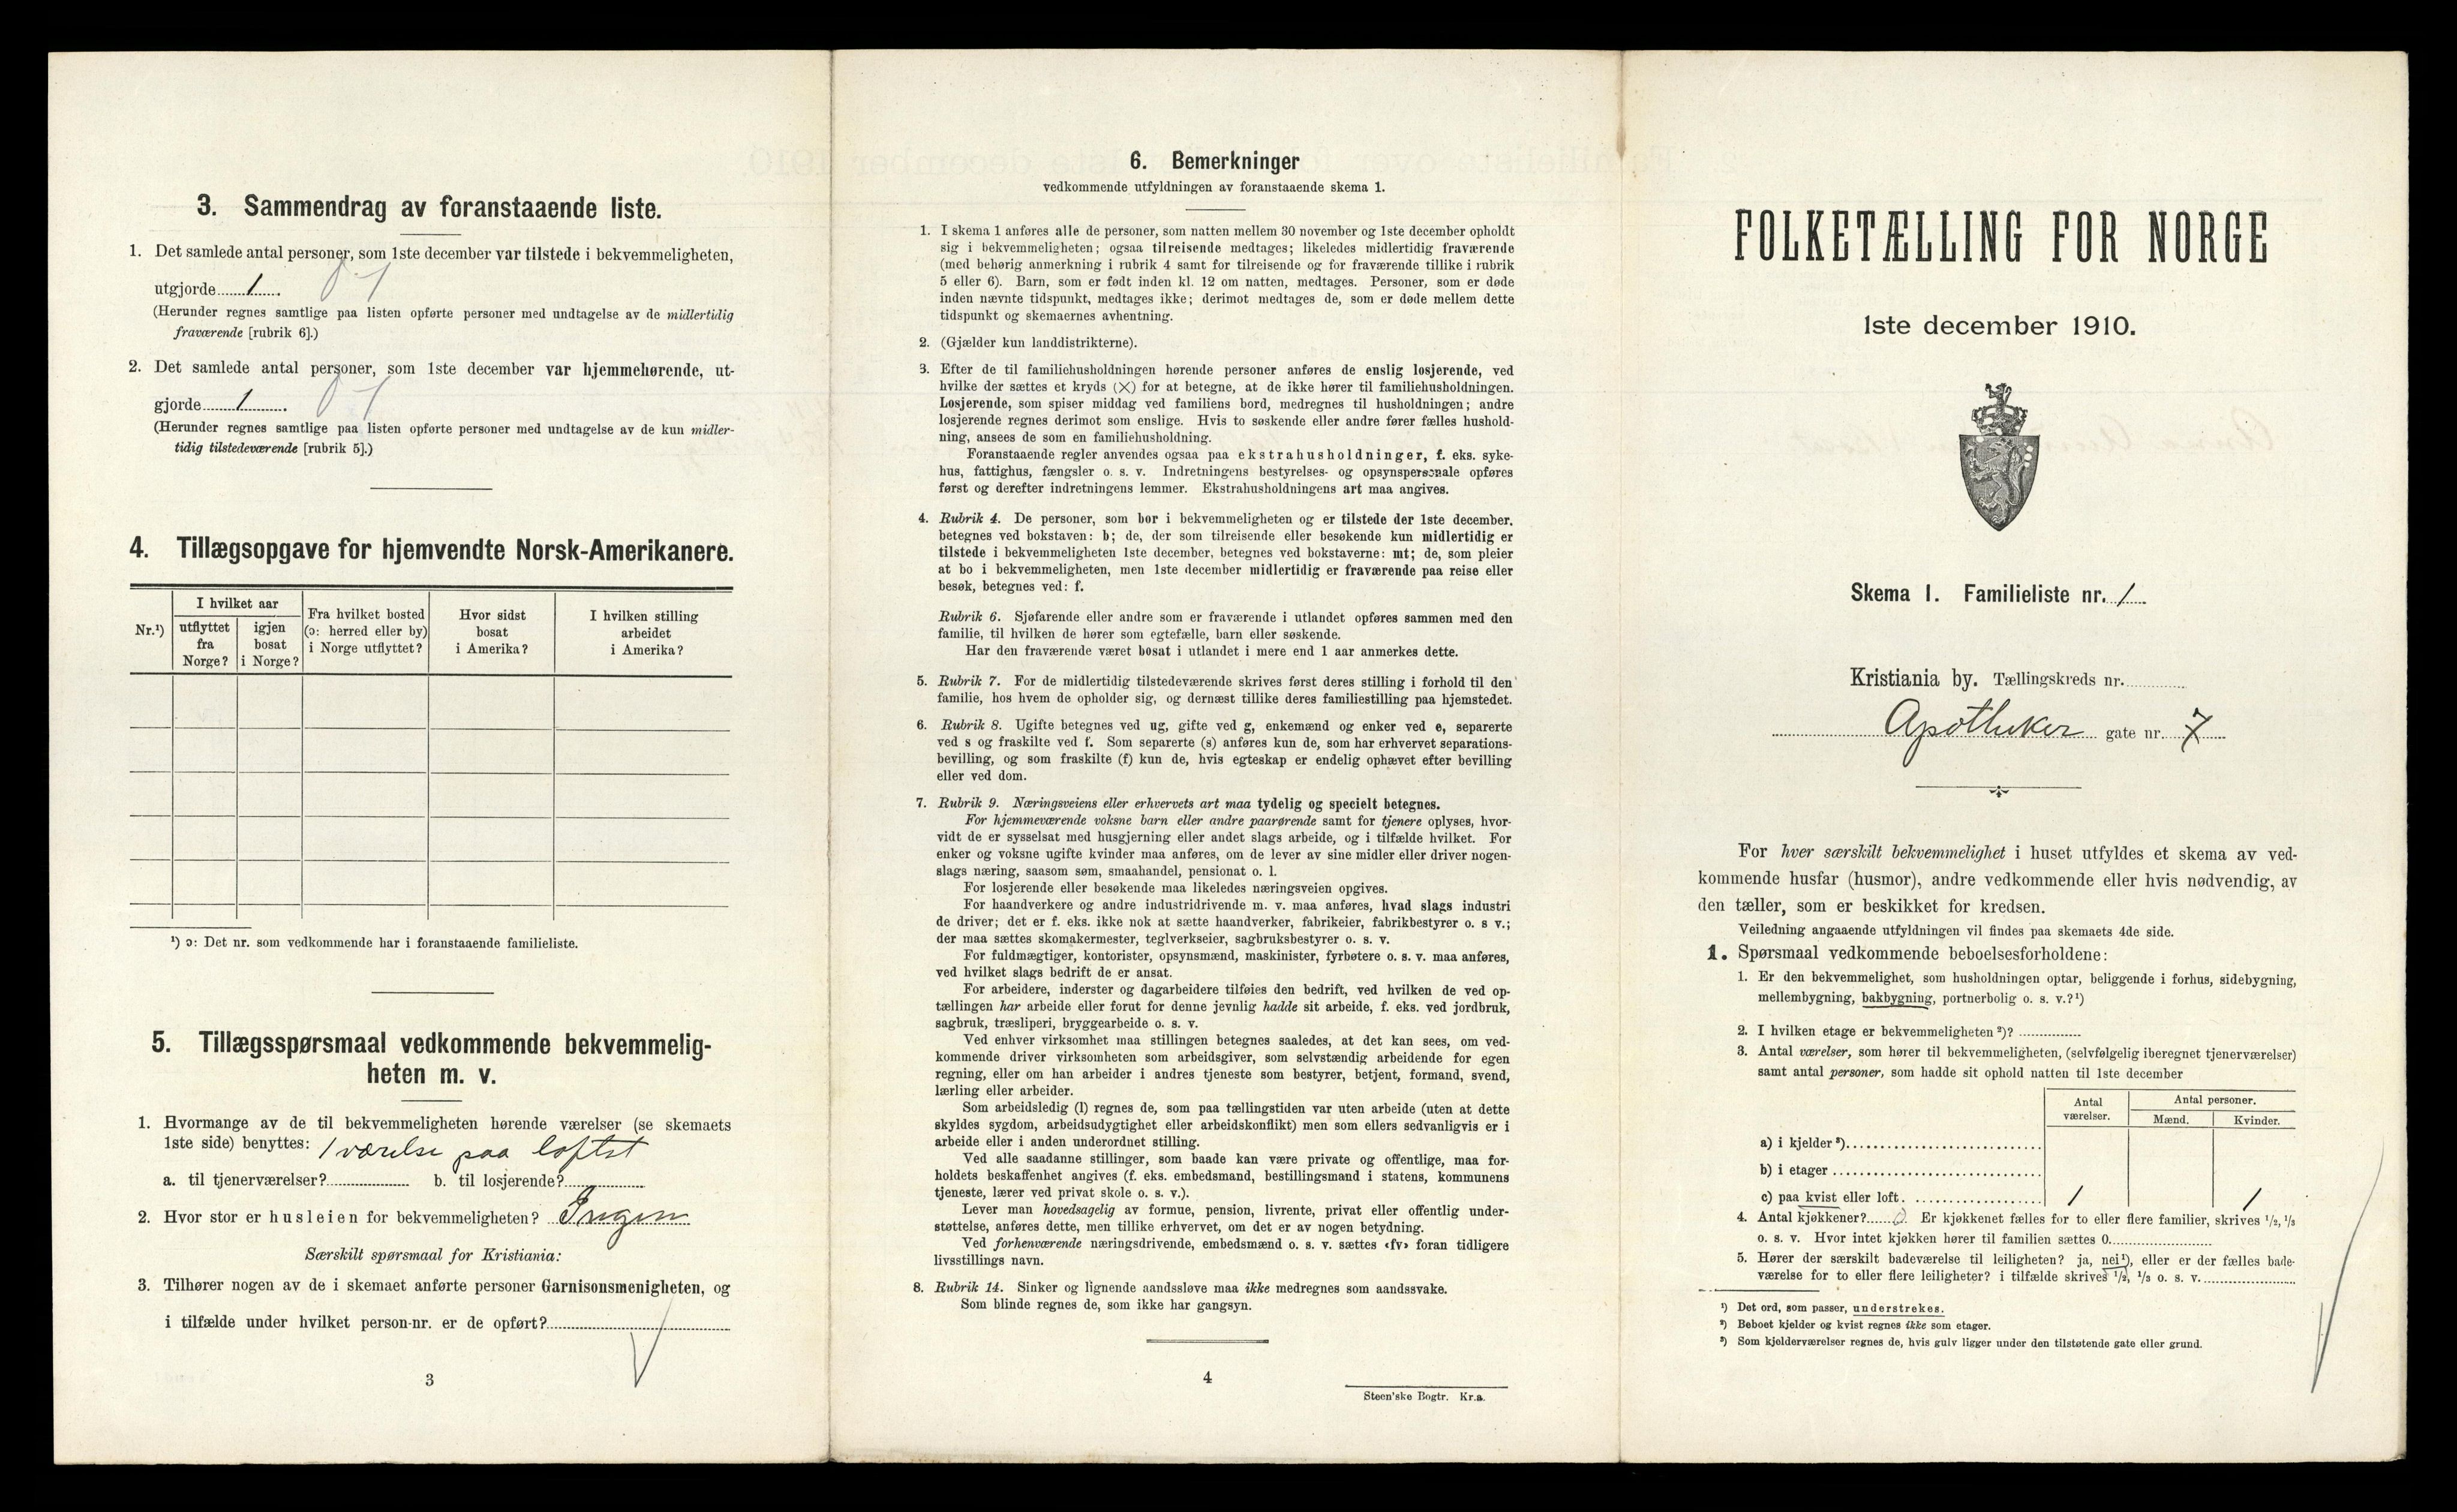 3. Sammendrag av foranstaaende liste.
1. Det samlede antal personer, som 1ste december var tilstede i bekvemmeligheten,
utgjorde 1 0-1
(Herunder regnes samtlige paa listen opførte personer med undtagelse av de midlertidig
fraværende [rubrik 6].)
2. Det samlede antal personer, som 1ste december var hjemmehørende, ut-
gjorde 1 0-1
(Herunder regnes samtlige paa listen opførte personer med undtagelse av de kun midler-
tidig tilstedeværende [rubrik 5].)
4. Tillægsopgave for hjemvendte Norsk-Amerikanere.
Nr.¹)
I hvilket aar
utflyttet fra Norge?
igjen bosat i Norge?
Fra hvilket bosted (ɔ: herred eller by) i Norge utflyttet?
Hvor sidst bosat i Amerika?
I hvilken stilling arbeidet i Amerika?
¹) ɔ: Det nr. som vedkommende har i foranstaaende familieliste.
5. Tillægsspørsmaal vedkommende bekvemmelig-
heten m. v.
1. Hvormange av de til bekvemmeligheten hørende værelser (se skemaets
1ste side) benyttes: 1 værelse paa loftet
a. til tjenerværelser? b. til losjerende?
2. Hvor stor er husleien for bekvemmeligheten? Ingen
Særskilt spørsmaal for Kristiania:
3. Tilhører nogen av de i skemaet anførte personer Garnisonsmenigheten, og
i tilfælde under hvilket person-nr. er de opført?
3
6. Bemerkninger
vedkommende utfyldningen av foranstaaende skema 1.
1. I skema 1 anføres alle de personer, som natten mellem 30 november og 1ste december opholdt
sig i bekvemmeligheten; ogsaa tilreisende medtages; likeledes midlertidig fraværende
(med behørig anmerkning i rubrik 4 samt for tilreisende og for fraværende tillike i rubrik
5 eller 6). Barn, som er født inden kl. 12 om natten, medtages. Personer, som er døde
inden nævnte tidspunkt, medtages ikke; derimot medtages de, som er døde mellem dette
tidspunkt og skemaernes avhentning.
2. (Gjælder kun landdistrikterne).
3. Efter de til familiehusholdningen hørende personer anføres de enslig losjerende, ved
hvilke der sættes et kryds (×) for at betegne, at de ikke hører til familiehusholdningen.
Losjerende, som spiser middag ved familiens bord, medregnes til husholdningen; andre
losjerende regnes derimot som enslige. Hvis to søskende eller andre fører fælles hushold-
ning, ansees de som en familiehusholdning.
Foranstaaende regler anvendes ogsaa paa ekstrahusholdninger, f. eks. syke-
hus, fattighus, fængsler o. s. v. Indretningens bestyrelses- og opsynspersonale opføres
først og derefter indretningens lemmer. Ekstrahusholdningens art maa angives.
4. Rubrik 4. De personer, som bor i bekvemmeligheten og er tilstede der 1ste december,
betegnes ved bokstaven: b; de, der som tilreisende eller besøkende kun midlertidig er
tilstede i bekvemmeligheten 1ste december, betegnes ved bokstaverne: mt; de, som pleier
at bo i bekvemmeligheten, men 1ste december midlertidig er fraværende paa reise eller
besøk, betegnes ved: f.
Rubrik 6. Sjøfarende eller andre som er fraværende i utlandet opføres sammen med den
familie, til hvilken de hører som egtefælle, barn eller søskende.
Har den fraværende været bosat i utlandet i mere end 1 aar anmerkes dette.
5. Rubrik 7. For de midlertidig tilstedeværende skrives først deres stilling i forhold til den
familie, hos hvem de opholder sig, og dernæst tillike deres familiestilling paa hjemstedet.
6. Rubrik 8. Ugifte betegnes ved ug, gifte ved g, enkemænd og enker ved e, separerte
ved s og fraskilte ved f. Som separerte (s) anføres kun de, som har erhvervet separations-
bevilling, og som fraskilte (f) kun de, hvis egteskap er endelig ophævet efter bevilling
eller ved dom.
7. Rubrik 9. Næringsveiens eller erhvervets art maa tydelig og specielt betegnes.
For hjemmeværende voksne barn eller andre paarørende samt for tjenere oplyses, hvor-
vidt de er sysselsat med husgjerning eller andet slags arbeide, og i tilfælde hvilket. For
enker og voksne ugifte kvinder maa anføres, om de lever av sine midler eller driver nogen-
slags næring, saasom søm, smaahandel, pensionat o. l.
For losjerende eller besøkende maa likeledes næringsveien opgives.
For haandverkere og andre industridrivende m. v. maa anføres, hvad slags industri
de driver; det er f. eks. ikke nok at sætte haandverker, fabrikeier, fabrikbestyrer o. s v.;
der maa sættes skomakermester, teglverkseier, sagbruksbestyrer o. s. v.
For fuldmægtiger, kontorister, opsynsmænd, maskinister, fyrbøtere o. s. v. maa anføres,
ved hvilket slags bedrift de er ansat.
For arbeidere, inderster og dagarbeidere tilføies den bedrift, ved hvilken de ved op-
tællingen har arbeide eller forut for denne jevnlig hadde sit arbeide, f. eks. ved jordbruk,
sagbruk, træsliperi, bryggearbeide o. s. v.
Ved enhver virksomhet maa stillingen betegnes saaledes, at det kan sees, om ved-
kommende driver virksomheten som arbeidsgiver, som selvstændig arbeidende for egen
regning, eller om han arbeider i andres tjeneste som bestyrer, betjent, formand, svend,
lærling eller arbeider.
Som arbeidsledig (l) regnes de, som paa tællingstiden var uten arbeide (uten at dette
skyldes sygdom, arbeidsudygtighet eller arbeidskonflikt) men som ellers sedvanligvis er i
arbeide eller i anden underordnet stilling.
Ved alle saadanne stillinger, som baade kan være private og offentlige, maa for-
holdets beskaffenhet angives (f. eks. embedsmand, bestillingsmand i statens, kommunens
tjeneste, lærer ved privat skole o. s. v.).
Lever man hovedsagelig av formue, pension, livrente, privat eller offentlig under-
støttelse, anføres dette, men tillike erhvervet, om det er av nogen betydning.
Ved forhenværende næringsdrivende, embedsmænd o. s. v. sættes «fv» foran tidligere
livsstillings navn.
8. Rubrik 14. Sinker og lignende aandssløve maa ikke medregnes som aandssvake.
Som blinde regnes de, som ikke har gangsyn.
4
Steen'ske Bogtr. Kr.a.
FOLKETÆLLING FOR NORGE
1ste december 1910.
Skema 1. Familieliste nr. 1
Kristiania by. Tællingskreds nr.
Apotheker gate nr. 7
For hver særskilt bekvemmelighet i huset utfyldes et skema av ved-
kommende husfar (husmor), andre vedkommende eller hvis nødvendig, av
den tæller, som er beskikket for kredsen.
Veiledning angaaende utfyldningen vil findes paa skemaets 4de side.
1. Spørsmaal vedkommende beboelsesforholdene:
1. Er den bekvemmelighet, som husholdningen optar, beliggende i forhus, sidebygning,
mellembygning, bakbygning, portnerbolig o. s. v.?¹)
2. I hvilken etage er bekvemmeligheten²)?
3. Antal værelser, som hører til bekvemmeligheten, (selvfølgelig iberegnet tjenerværelser)
samt antal personer, som hadde sit ophold natten til 1ste december
Antal værelser.
Antal personer.
Mænd. Kvinder.
a) i kjelder³)
b) i etager
c) paa kvist eller loft 1 1
4. Antal kjøkkener? 0. Er kjøkkenet fælles for to eller flere familier, skrives 1/2, 1/3
o. s. v. Hvor intet kjøkken hører til familien sættes 0.
5. Hører der særskilt badeværelse til leiligheten? ja, nei¹), eller er der fælles bade-
værelse for to eller flere leiligheter? i tilfælde skrives 1/2, 1/3 o. s. v.
¹) Det ord, som passer, understrekes.
²) Beboet kjelder og kvist regnes ikke som etager.
³) Som kjelderværelser regnes de, hvis gulv ligger under den tilstøtende gate eller grund.